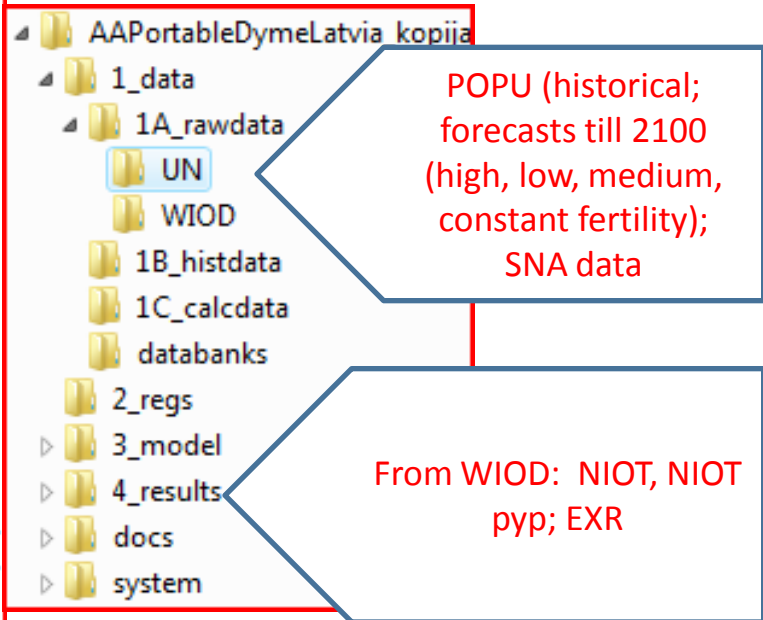 AAPortableDymeLatvia_kopija
1_data
1A_rawdata
UN
WIOD
1B_histdata
1C_calcdata
databanks
2_regs
3_model
4_results
docs
system
POPU (historical;
forecasts till 2100
(high, low, medium,
constant fertility);
SNA data
From WIOD: NIOT, NIOT
pyp; EXR